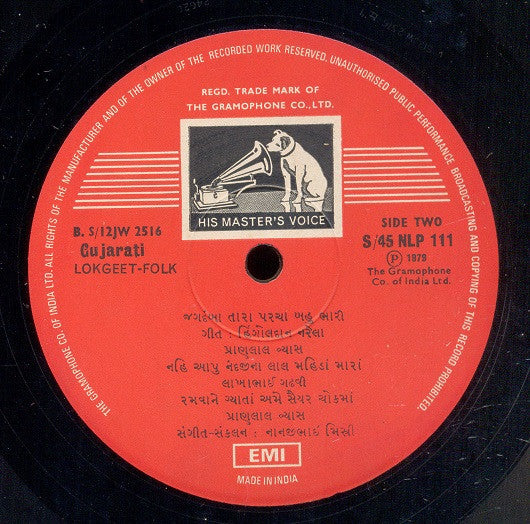 ALL RIGHTS OF THE MANUFACTURER AND OF THE OWNER OF THE RECORDED WORK RESERVED. UNAUTHORISED PUBLIC PERFORMANCE BROADCASTING AND COPYING OF THIS RECORD PROHIBITED.
THE GRAMOPHONE CO. OF INDIA LTD.
REGD. TRADE MARK OF
THE GRAMOPHONE CO., LTD.
HIS MASTER'S VOICE
B. S/12JW 2516
Gujarati
LOKGEET-FOLK
SIDE TWO
S/45 NLP 111
Ⓟ 1979
The Gramophone
Co. of India Ltd.
જગદંબા તારા પરચા બહુ ભારી
ગીત : હિંગોલદાન નરેલા
પ્રાણલાલ વ્યાસ
નહિ આપુ નંદજીના લાલ મહિડાં મારાં
લાખાભાઈ ગઢવી
રમવાને ગ્યાતાં અમે સૈયર ચોકમાં
પ્રાણલાલ વ્યાસ
સંગીત-સંકલન : નાનજીભાઈ મિસ્ત્રી
EMI
MADE IN INDIA